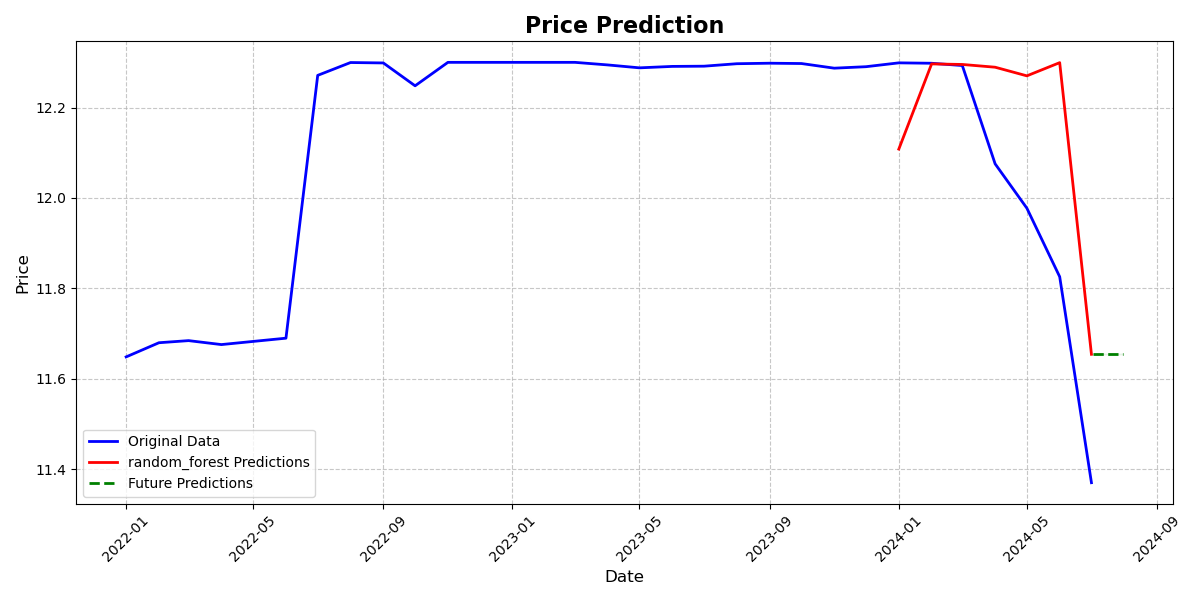 Price Prediction
Price
12.2
12.0
11.8
11.6
11.4
Original Data
random_forest Predictions
Future Predictions
2022-01
2022-05
2022-09
2023-01
2023-05
2023-09
2024-01
2024-05
2024-09
Date